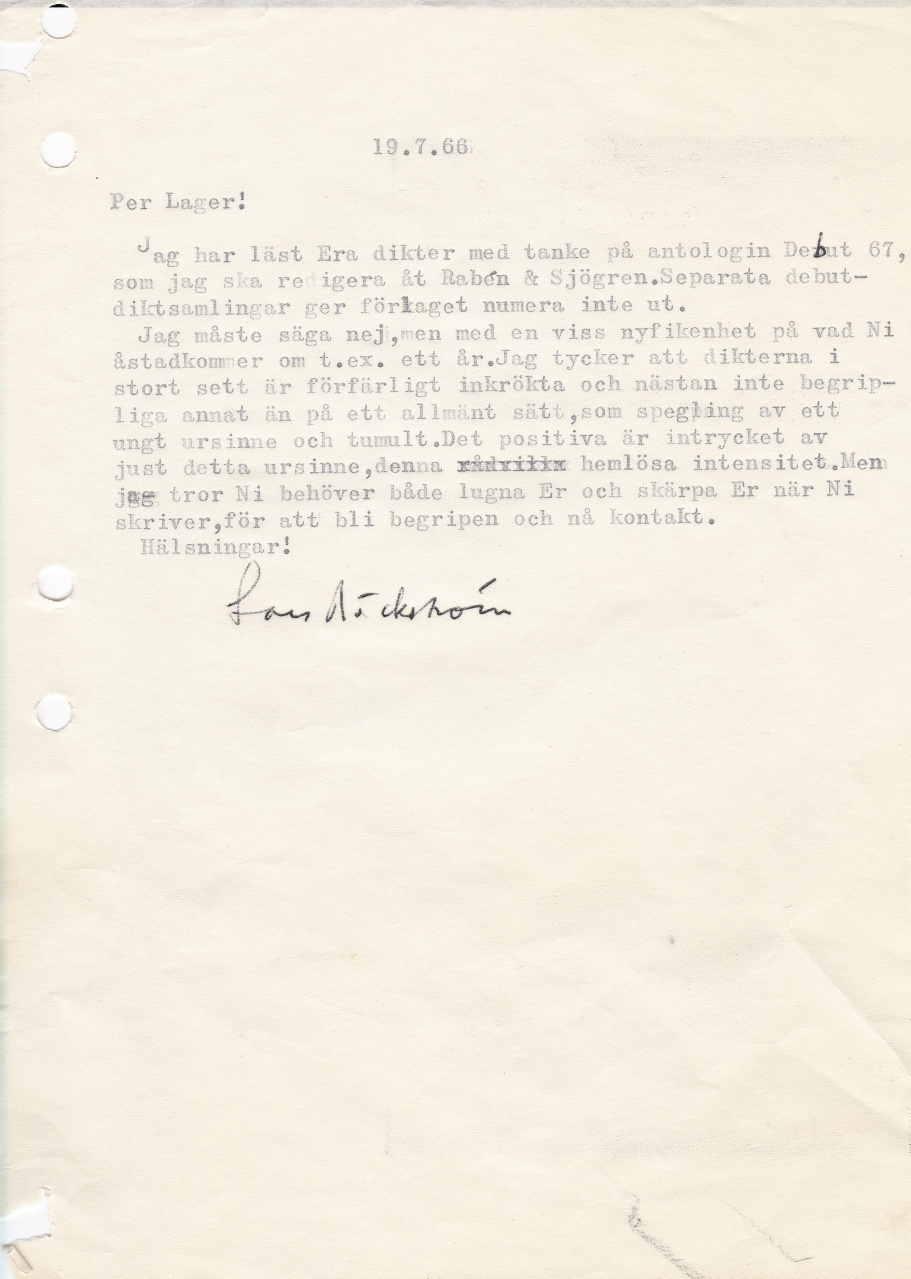 19.7.66
Per Lager!
Jag har läst Era dikter med tanke på antologin Debut 67,
som jag ska redigera åt Rabén & Sjögren.Separata debut-
diktsamlingar ger förlaget numera inte ut.
Jag måste säga nej,men med en viss nyfikenhet på vad Ni
åstadkommer om t.ex. ett år.Jag tycker att dikterna i
stort sett är förfärligt inkrökta och nästan inte begrip-
liga annat än på ett allmänt sätt,som spegling av ett
ungt ursinne och tumult.Det positiva är intrycket av
just detta ursinne,denna hemlösa intensitet.Men
jag tror Ni behöver både lugna Er och skärpa Er när Ni
skriver,för att bli begripen och nå kontakt.
Hälsningar!
Lars Bäckström